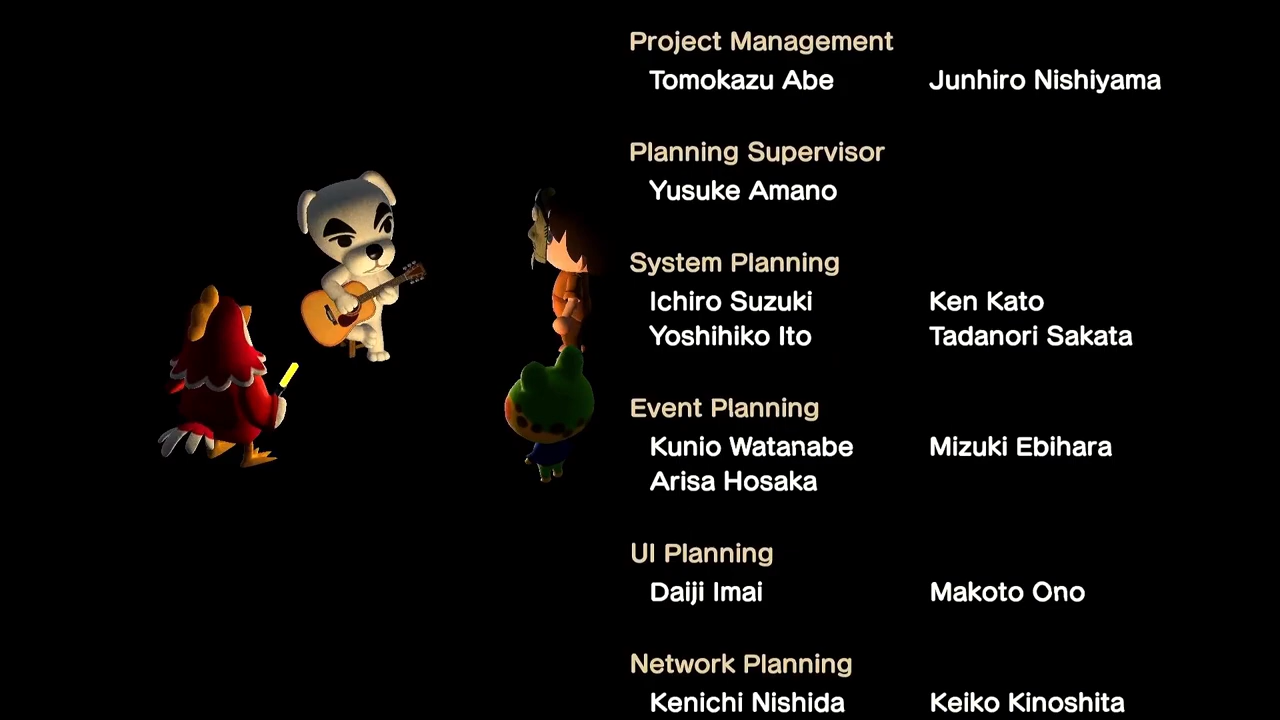 Project Management
Tomokazu Abe Junhiro Nishiyama
Planning Supervisor
Yusuke Amano
System Planning
Ichiro Suzuki Ken Kato
Yoshihiko Ito Tadanori Sakata
Event Planning
Kunio Watanabe Mizuki Ebihara
Arisa Hosaka
UI Planning
Daiji Imai Makoto Ono
Network Planning
Kenichi Nishida Keiko Kinoshita